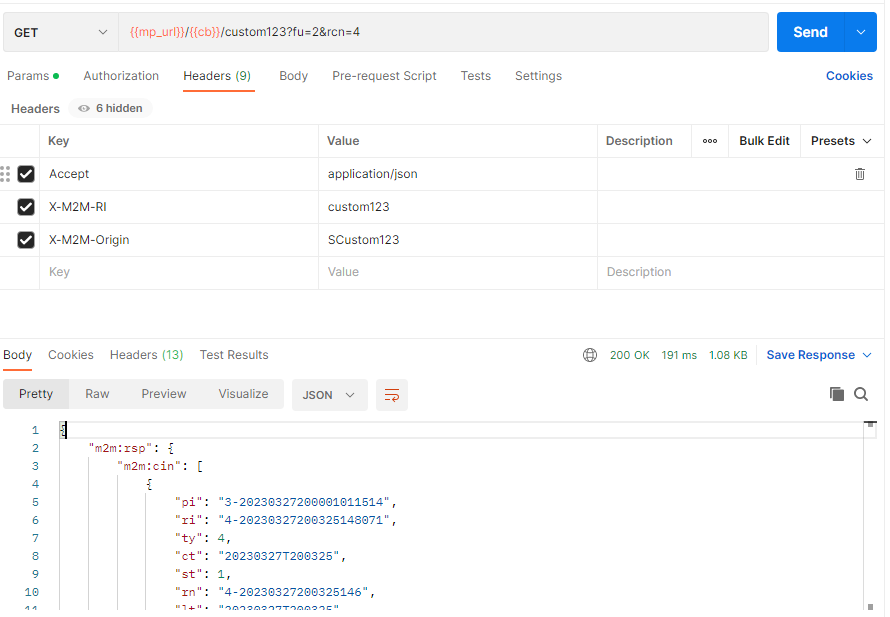 GET {{mp_url}}/{{cb}}/custom123?fu=2&rcn=4 Send
Params Authorization Headers (9) Body Pre-request Script Tests Settings Cookies
Headers 6 hidden
Key Value Description Bulk Edit Presets
Accept application/json
X-M2M-RI custom123
X-M2M-Origin SCustom123
Key Value Description
Body Cookies Headers (13) Test Results 200 OK 191 ms 1.08 KB Save Response
Pretty Raw Preview Visualize JSON
1 {
2 "m2m:rsp": {
3 "m2m:cin": [
4 {
5 "pi": "3-20230327200001011514",
6 "ri": "4-20230327200325148071",
7 "ty": 4,
8 "ct": "20230327T200325",
9 "st": 1,
10 "rn": "4-20230327200325146",
11 "lt": "20230327T200325"